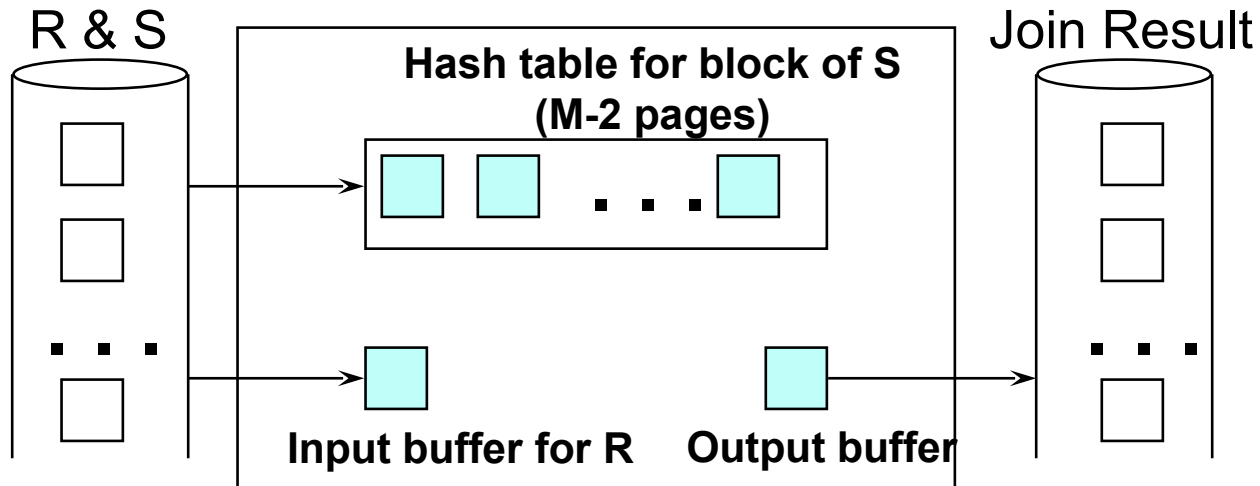 R & S
Join Result
Hash table for block of S
(M-2 pages)
. . .
. . .
. . .
Input buffer for R
Output buffer